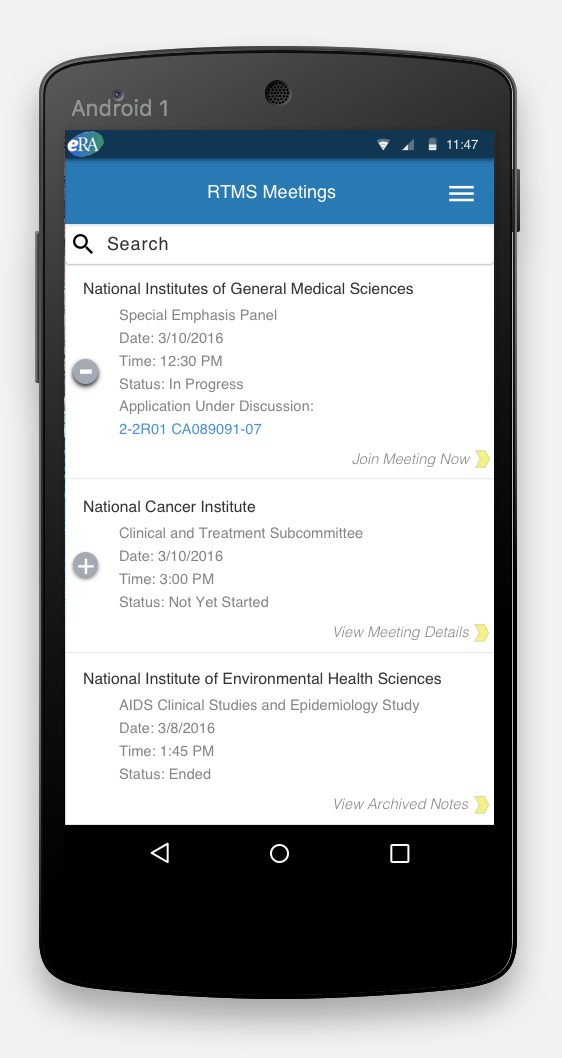 Android 1
eRA
11:47
RTMS Meetings
Search
National Institutes of General Medical Sciences
Special Emphasis Panel
Date: 3/10/2016
Time: 12:30 PM
Status: In Progress
Application Under Discussion:
2-2R01 CA089091-07
Join Meeting Now
National Cancer Institute
Clinical and Treatment Subcommittee
Date: 3/10/2016
Time: 3:00 PM
Status: Not Yet Started
View Meeting Details
National Institute of Environmental Health Sciences
AIDS Clinical Studies and Epidemiology Study
Date: 3/8/2016
Time: 1:45 PM
Status: Ended
View Archived Notes